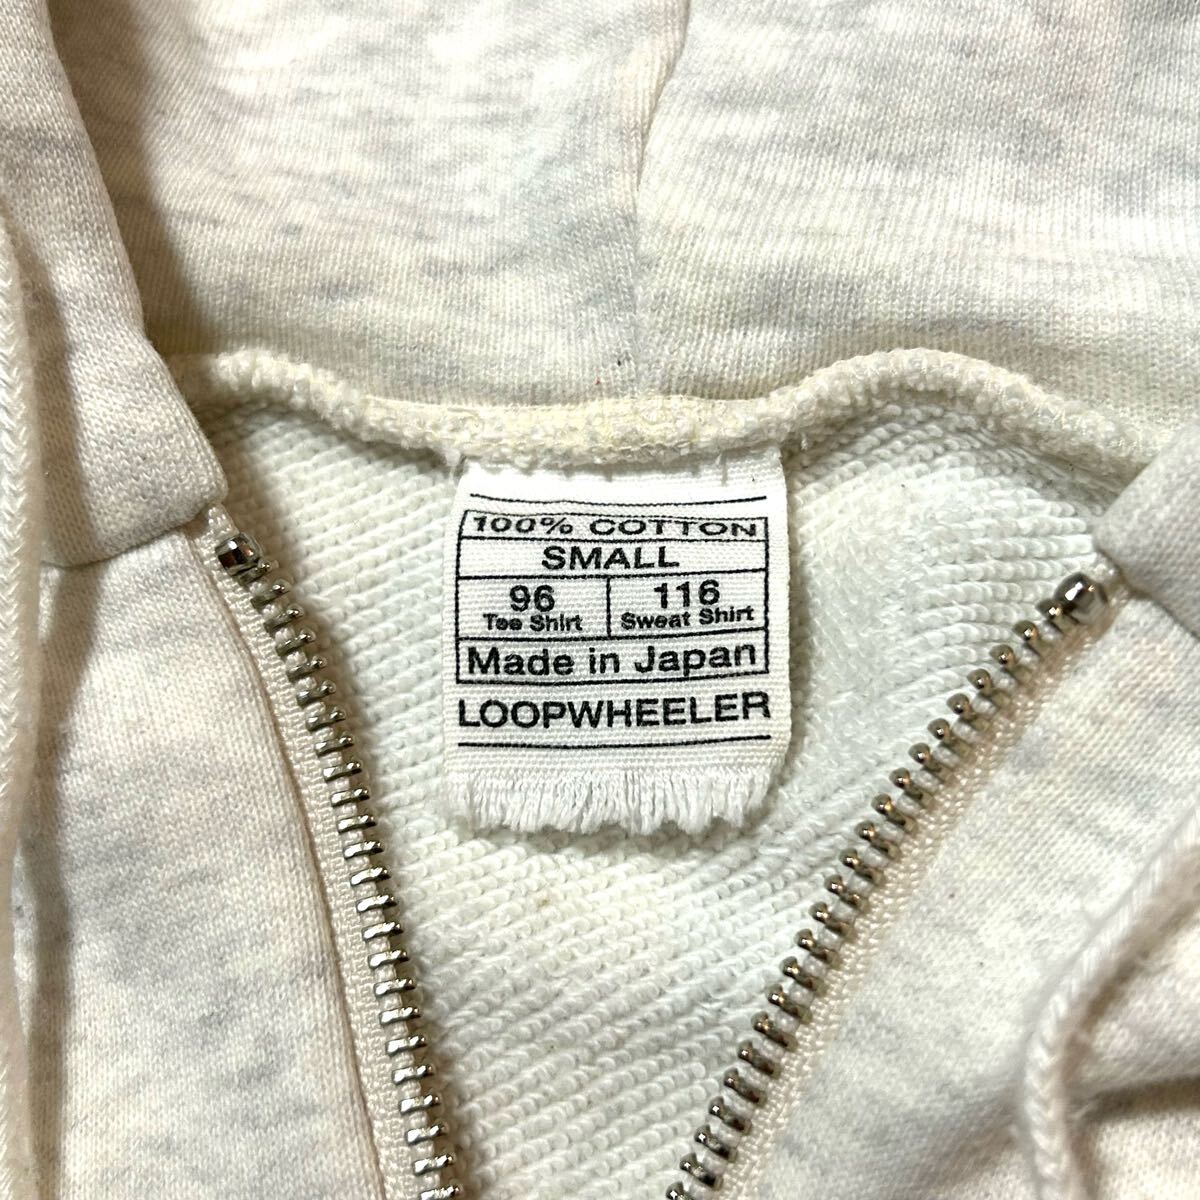 100% COTTON
SMALL
96 116
Tee Shirt Sweat Shirt
Made in Japan
LOOPWHEELER